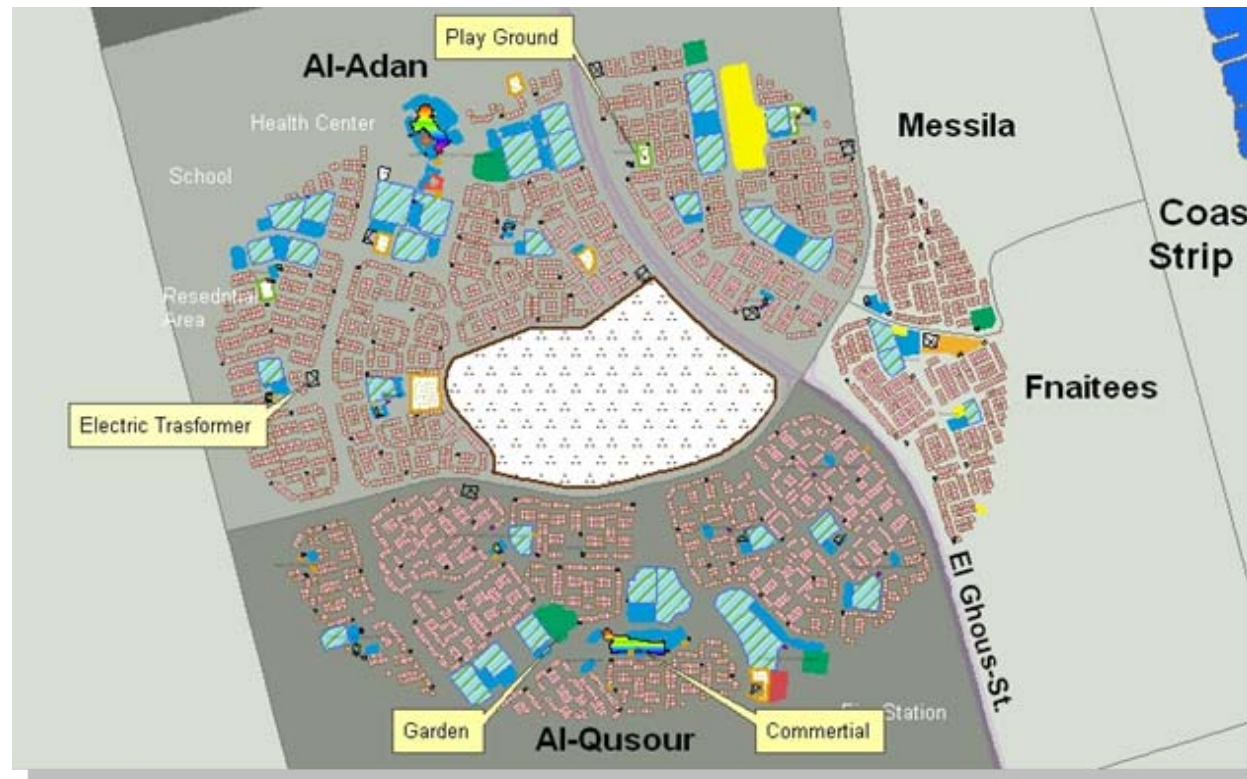 Play Ground
Al-Adan
Health Center
Messila
School
Coas
Strip
Resedntial
Area
Fnaitees
Electric Trasformer
El Ghous-St.
Garden
Commertial
Station
Al-Qusour